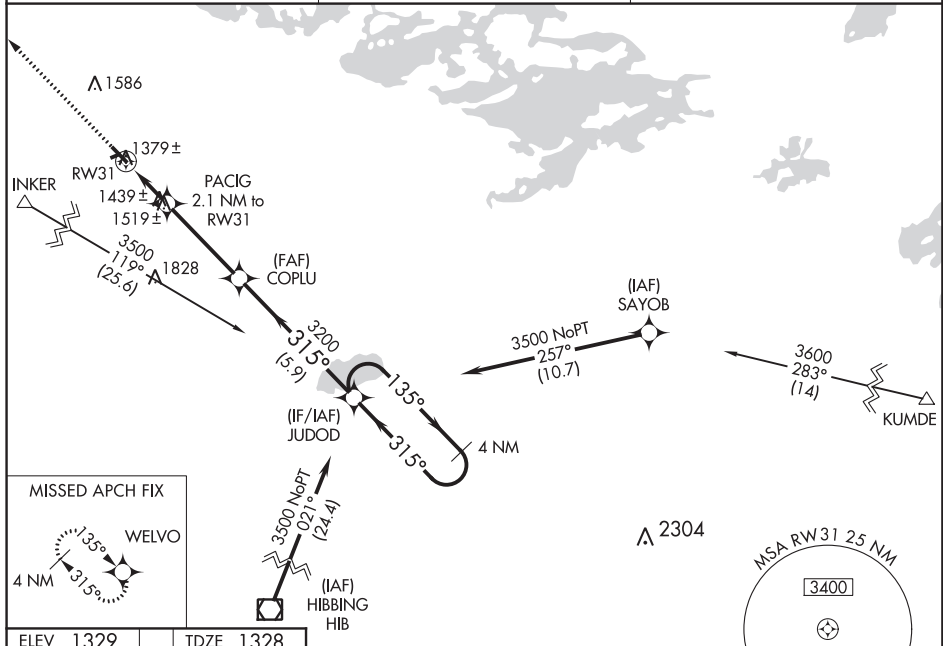 1586
1379±
RW31
INKER
1439±
1519±
PACIG
2.1 NM to
RW31
3500
119°
(25.6)
1828
(FAF)
COPLU
(IAF)
SAYOB
3200
315°
(5.9)
3500 NoPT
257°
(10.7)
3600
283°
(14)
KUMDE
135°
(IF/IAF)
JUDOD
315°
4 NM
3500 NoPT
021°
(24.4)
MISSED APCH FIX
135°
WELVO
4 NM
315°
(IAF)
HIBBING
HIB
2304
MSA RW31 25 NM
3400
ELEV 1329
TDZE 1328